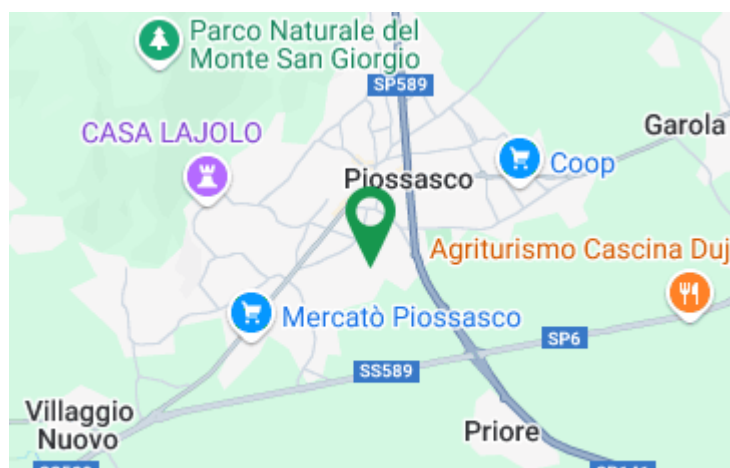 Parco Naturale del
Monte San Giorgio
SP589
CASA LAJOLO
Garola
Coop
Piossasco
Agriturismo Cascina Duj
Mercatò Piossasco
SP6
SS589
Villaggio
Nuovo
Priore